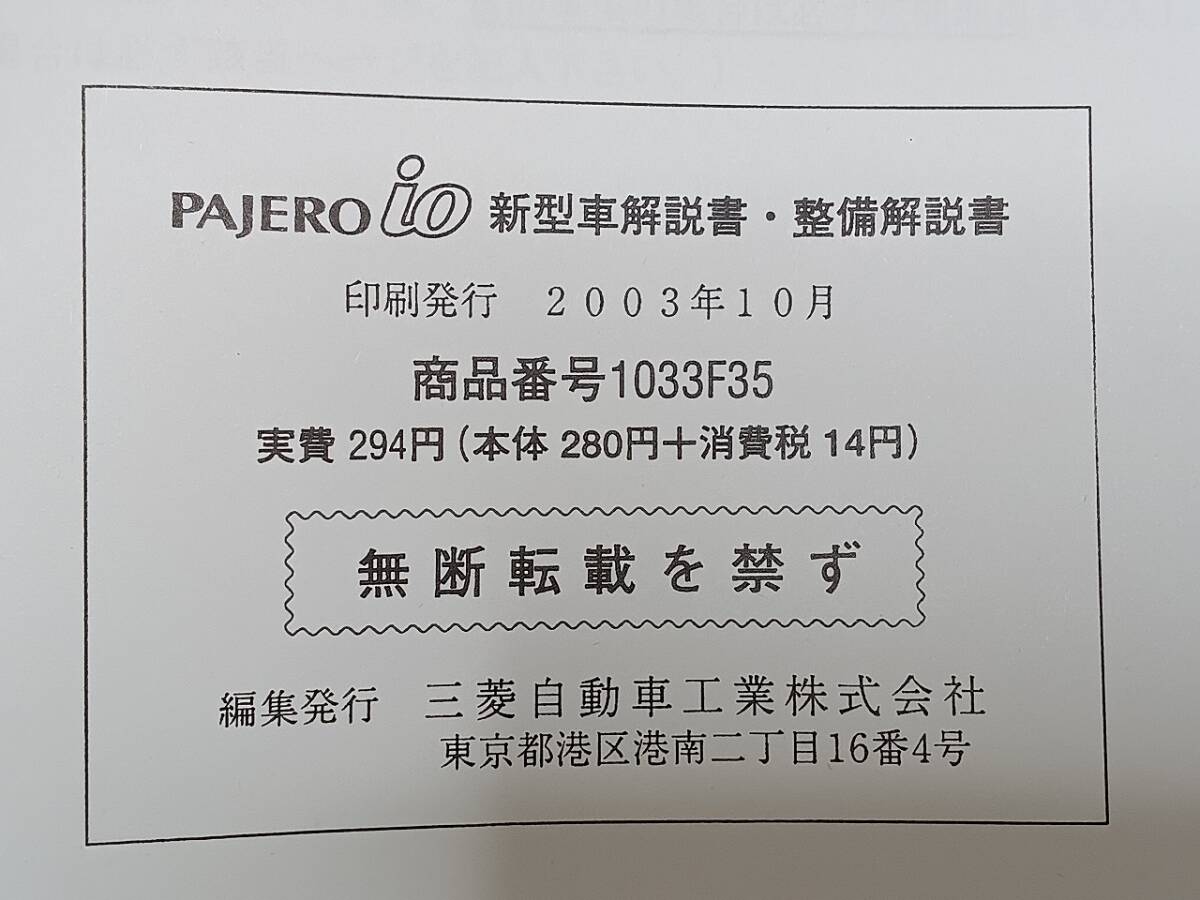 PAJERO io 新型車解説書・整備解説書
印刷発行 2003年10月
商品番号1033F35
実費 294円(本体 280円+消費税 14円)
無断転載を禁ず
編集発行 三菱自動車工業株式会社
東京都港区港南二丁目16番4号